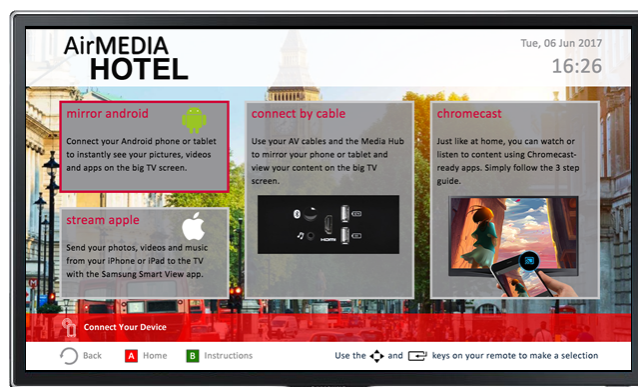 AirMEDIA
HOTEL
Tue, 06 Jun 2017
16:26
mirror android
Connect your Android phone or tablet
to instantly see your pictures, videos
and apps on the big TV screen.
stream apple
Send your photos, videos and music
from your iPhone or iPad to the TV
with the Samsung Smart View app.
connect by cable
Use your AV cables and the Media Hub
to mirror your phone or tablet and
view your content on the big TV
screen.
HDMI
chromecast
Just like at home, you can watch or
listen to content using Chromecast-
ready apps. Simply follow the 3 step
guide.
Connect Your Device
Back A Home B Instructions
Use the and keys on your remote to make a selection